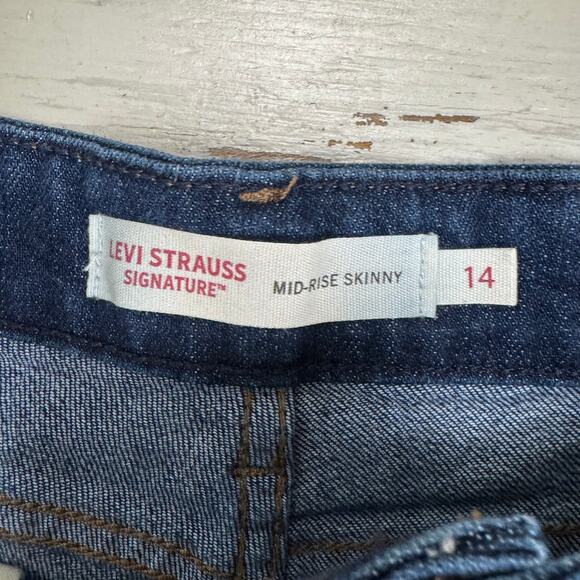 LEVI STRAUSS
SIGNATURE™
MID-RISE SKINNY
14